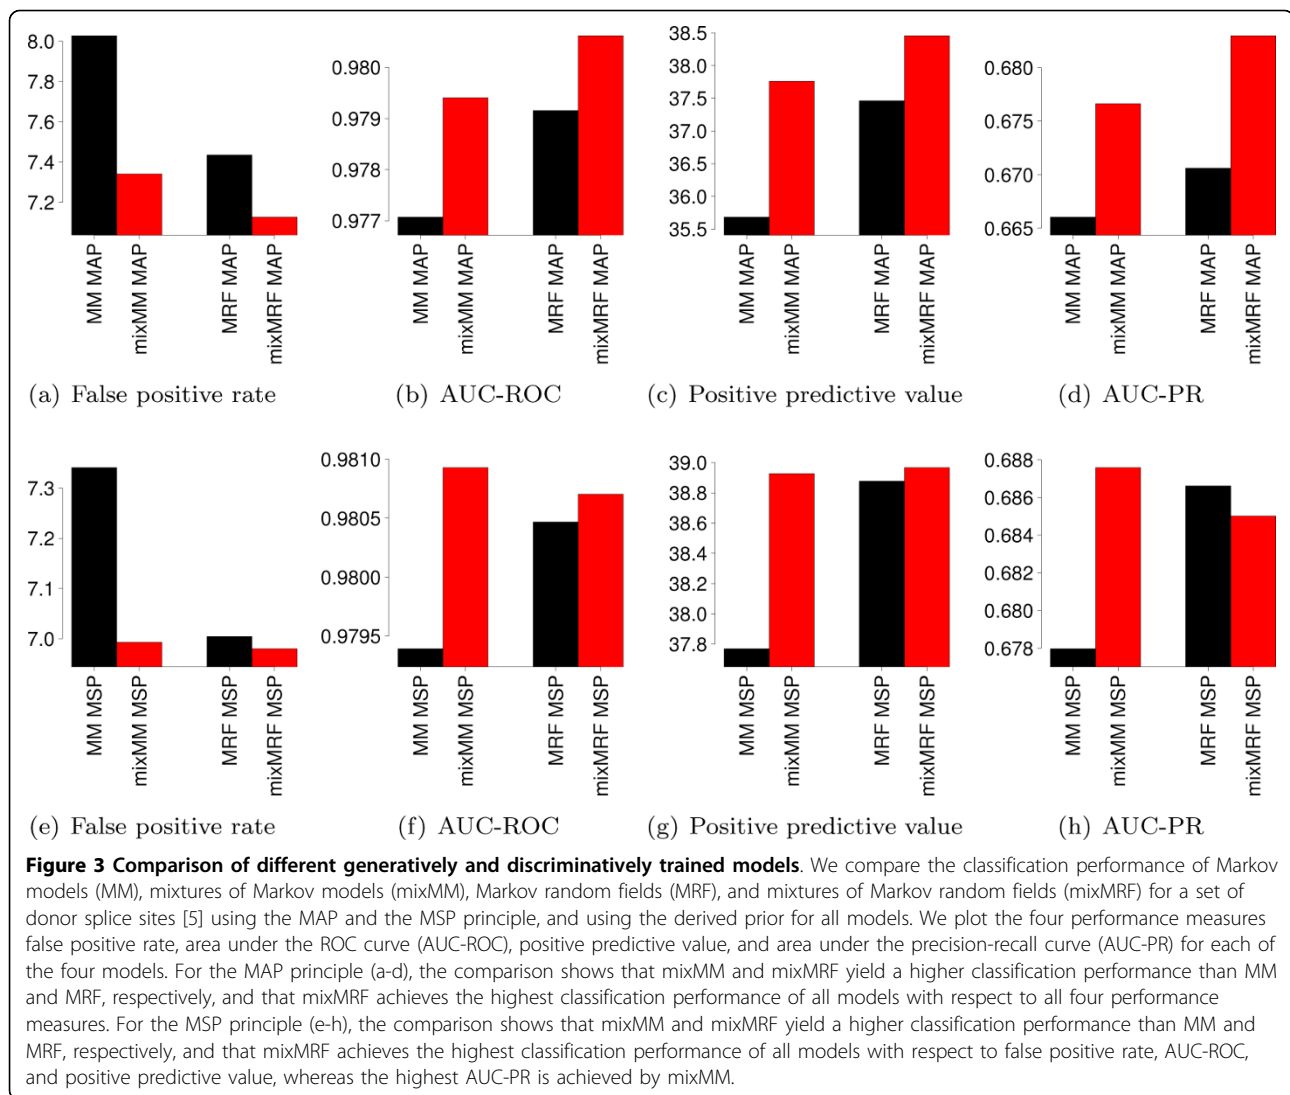 8.0
7.8
7.6
7.4
7.2
MM MAP
mixMM MAP
MRF MAP
mixMRF MAP
(a) False positive rate
0.980
0.979
0.978
0.977
MM MAP
mixMM MAP
MRF MAP
mixMRF MAP
(b) AUC-ROC
38.5
38.0
37.5
37.0
36.5
36.0
35.5
MM MAP
mixMM MAP
MRF MAP
mixMRF MAP
(c) Positive predictive value
0.680
0.675
0.670
0.665
MM MAP
mixMM MAP
MRF MAP
mixMRF MAP
(d) AUC-PR
7.3
7.2
7.1
7.0
MM MSP
mixMM MSP
MRF MSP
mixMRF MSP
(e) False positive rate
0.9810
0.9805
0.9800
0.9795
MM MSP
mixMM MSP
MRF MSP
mixMRF MSP
(f) AUC-ROC
39.0
38.8
38.6
38.4
38.2
38.0
37.8
MM MSP
mixMM MSP
MRF MSP
mixMRF MSP
(g) Positive predictive value
0.688
0.686
0.684
0.682
0.680
0.678
MM MSP
mixMM MSP
MRF MSP
mixMRF MSP
(h) AUC-PR
Figure 3 Comparison of different generatively and discriminatively trained models. We compare the classification performance of Markov
models (MM), mixtures of Markov models (mixMM), Markov random fields (MRF), and mixtures of Markov random fields (mixMRF) for a set of
donor splice sites [5] using the MAP and the MSP principle, and using the derived prior for all models. We plot the four performance measures
false positive rate, area under the ROC curve (AUC-ROC), positive predictive value, and area under the precision-recall curve (AUC-PR) for each of
the four models. For the MAP principle (a-d), the comparison shows that mixMM and mixMRF yield a higher classification performance than MM
and MRF, respectively, and that mixMRF achieves the highest classification performance of all models with respect to all four performance
measures. For the MSP principle (e-h), the comparison shows that mixMM and mixMRF yield a higher classification performance than MM and
MRF, respectively, and that mixMRF achieves the highest classification performance of all models with respect to false positive rate, AUC-ROC,
and positive predictive value, whereas the highest AUC-PR is achieved by mixMM.